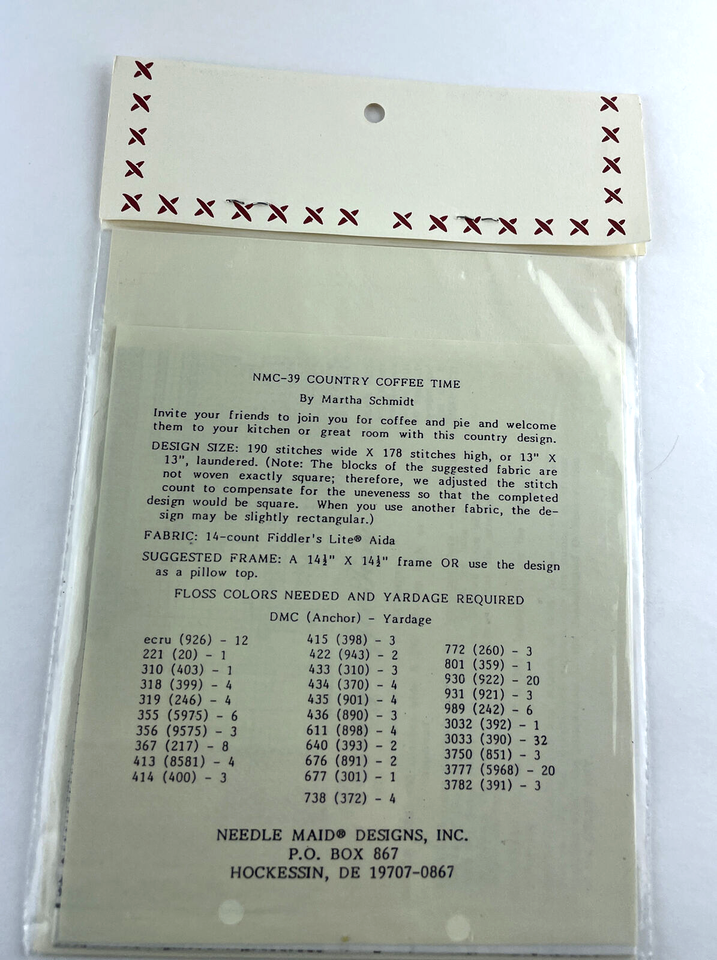 NMC-39 COUNTRY COFFEE TIME
By Martha Schmidt
Invite your friends to join you for coffee and pie and welcome
them to your kitchen or great room with this country design.
DESIGN SIZE: 190 stitches wide X 178 stitches high, or 13" X
13", laundered. (Note: The blocks of the suggested fabric are
not woven exactly square; therefore, we adjusted the stitch
count to compensate for the uneveness so that the completed
design would be square. When you use another fabric, the de-
sign may be slightly rectangular.)
FABRIC: 14-count Fiddler's Lite® Aida
SUGGESTED FRAME: A 14½" X 14½" frame OR use the design
as a pillow top.
FLOSS COLORS NEEDED AND YARDAGE REQUIRED
DMC (Anchor) - Yardage
ecru (926) - 12
221 (20) - 1
310 (403) - 1
318 (399) - 4
319 (246) - 4
355 (5975) - 6
356 (9575) - 3
367 (217) - 8
413 (8581) - 4
414 (400) - 3
415 (398) - 3
422 (943) - 2
433 (310) - 3
434 (370) - 4
435 (901) - 4
436 (890) - 3
611 (898) - 4
640 (393) - 2
676 (891) - 2
677 (301) - 1
738 (372) - 4
772 (260) - 3
801 (359) - 1
930 (922) - 20
931 (921) - 3
989 (242) - 6
3032 (392) - 1
3033 (390) - 32
3750 (851) - 3
3777 (5968) - 20
3782 (391) - 3
NEEDLE MAID® DESIGNS, INC.
P.O. BOX 867
HOCKESSIN, DE 19707-0867